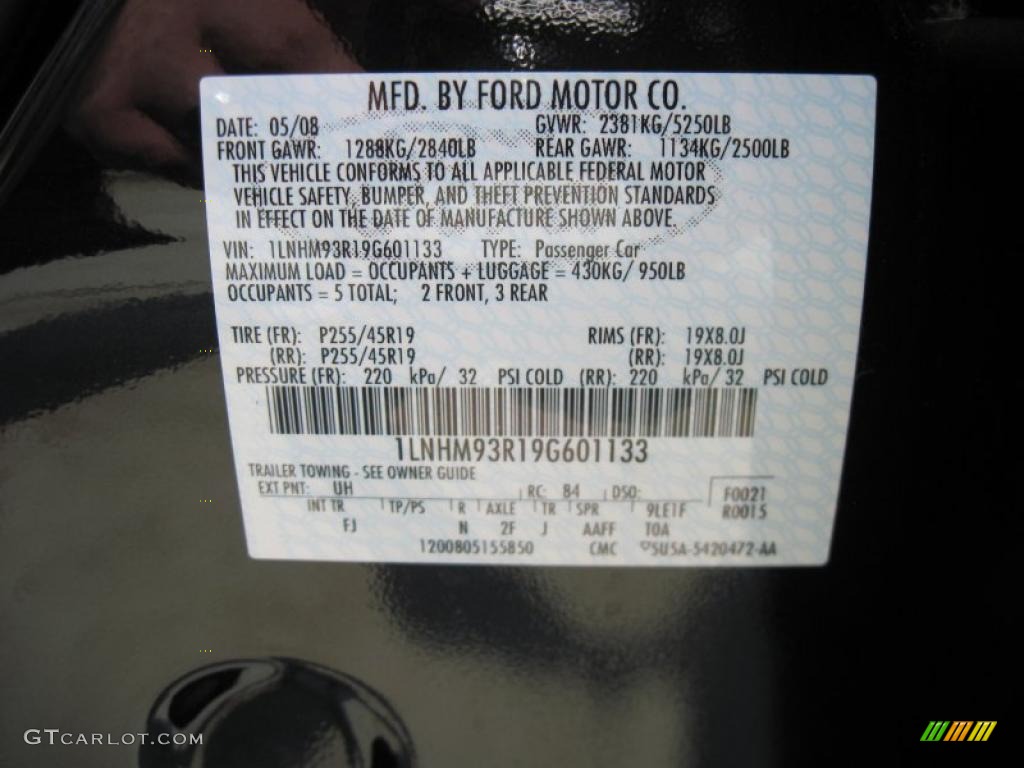 MFD. BY FORD MOTOR CO.
DATE: 05/08 GVWR: 2381KG/5250LB
FRONT GAWR: 1288KG/2840LB REAR GAWR: 1134KG/2500LB
THIS VEHICLE CONFORMS TO ALL APPLICABLE FEDERAL MOTOR
VEHICLE SAFETY, BUMPER, AND THEFT PREVENTION STANDARDS
IN EFFECT ON THE DATE OF MANUFACTURE SHOWN ABOVE.
VIN: 1LNHM93R19G601133 TYPE: Passenger Car
MAXIMUM LOAD = OCCUPANTS + LUGGAGE = 430KG/ 950LB
OCCUPANTS = 5 TOTAL; 2 FRONT, 3 REAR
TIRE (FR): P255/45R19 RIMS (FR): 19X8.0J
(RR): P255/45R19 (RR): 19X8.0J
PRESSURE (FR): 220 kPa/ 32 PSI COLD (RR): 220 kPa/ 32 PSI COLD
1LNHM93R19G601133
TRAILER TOWING - SEE OWNER GUIDE
EXT PNT: UH RC: 84 DSO: F0021
INT TR TP/PS R AXLE TR SPR 9LE1F R0015
FJ N 2F J AAFF TOA
1200805155850 CMC 5U5A-5420472-AA
GTCARLOT.COM